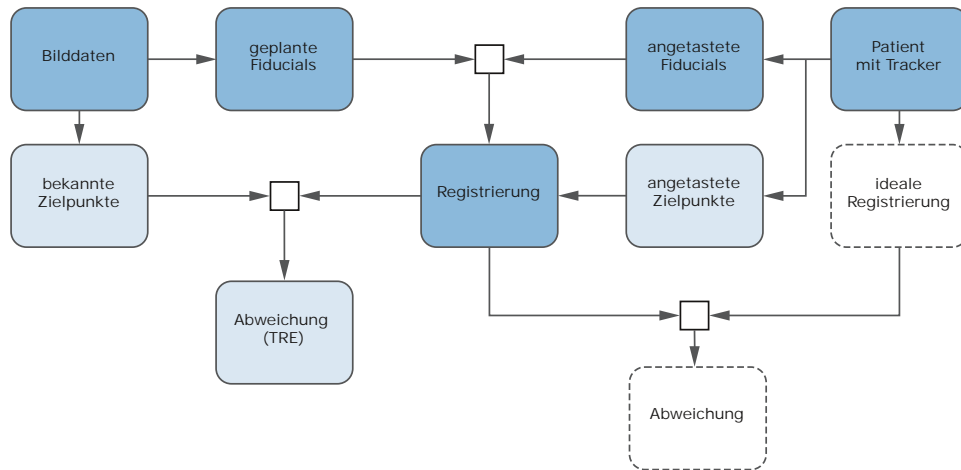 Bilddaten
geplante
Fiducials
angetastete
Fiducials
Patient
mit Tracker
bekannte
Zielpunkte
Registrierung
angetastete
Zielpunkte
ideale
Registrierung
Abweichung
(TRE)
Abweichung